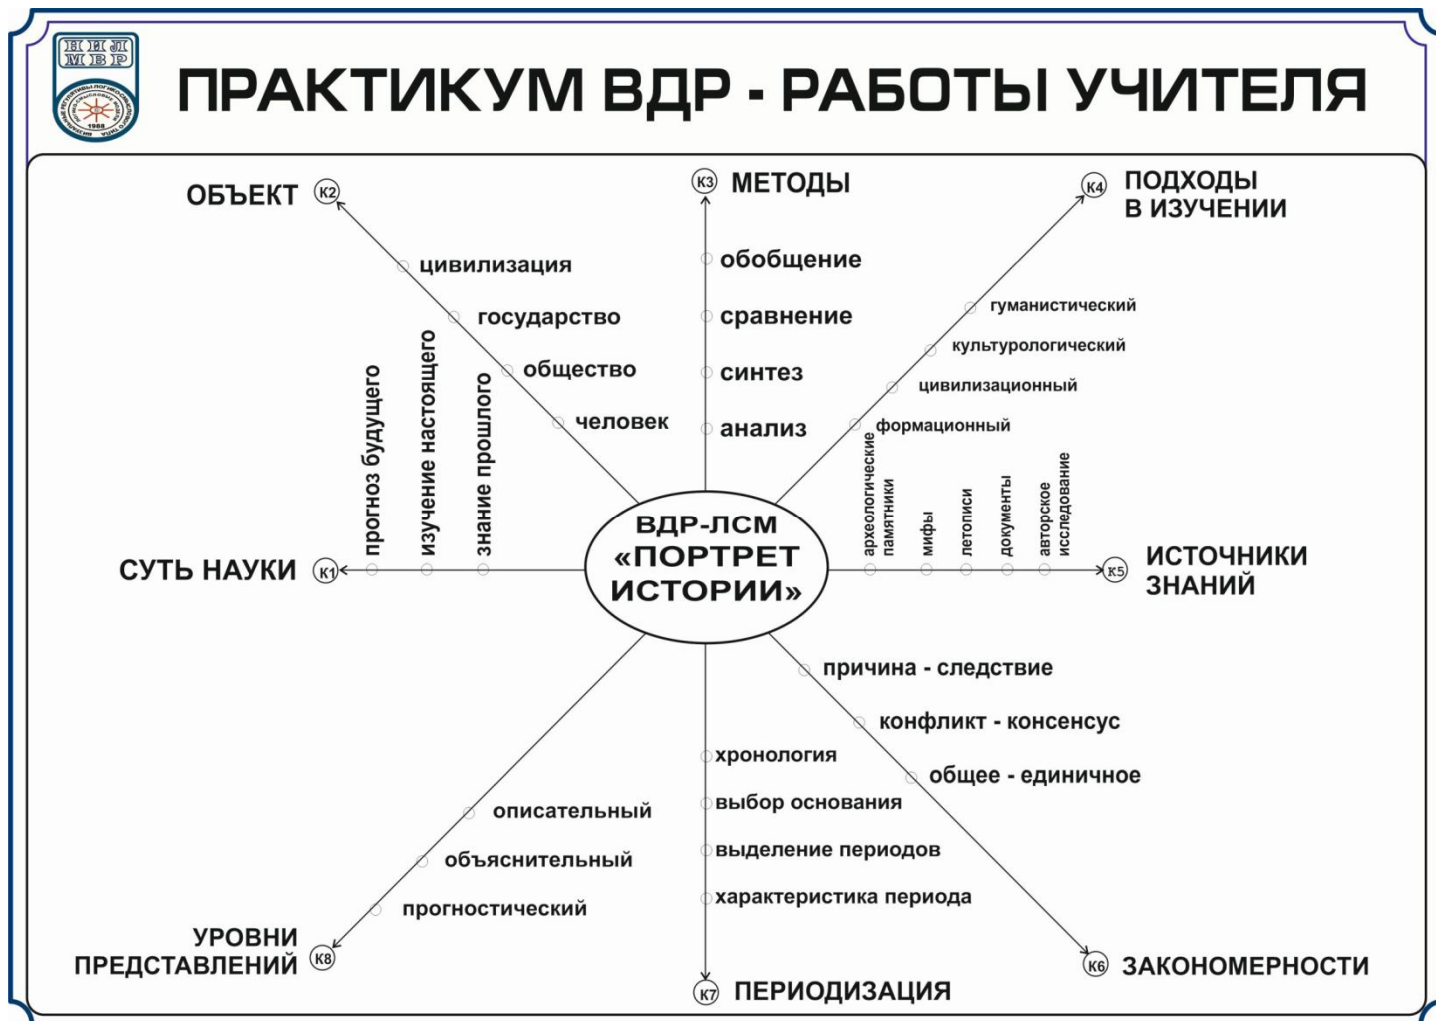 НИЛ
МВР
1988
ПРАКТИКУМ ВДР - РАБОТЫ УЧИТЕЛЯ
ОБЪЕКТ К2
цивилизация
государство
общество
человек
К3 МЕТОДЫ
обобщение
сравнение
синтез
анализ
К4 ПОДХОДЫ
В ИЗУЧЕНИИ
гуманистический
культурологический
цивилизационный
формационный
СУТЬ НАУКИ К1
прогноз будущего
изучение настоящего
знание прошлого
ВДР-ЛСМ
«ПОРТРЕТ
ИСТОРИИ»
археологические
памятники
мифы
летописи
документы
авторское
исследование
К5 ИСТОЧНИКИ
ЗНАНИЙ
причина - следствие
конфликт - консенсус
общее - единичное
К6 ЗАКОНОМЕРНОСТИ
хронология
выбор основания
выделение периодов
характеристика периода
К7 ПЕРИОДИЗАЦИЯ
описательный
объяснительный
прогностический
УРОВНИ
ПРЕДСТАВЛЕНИЙ К8